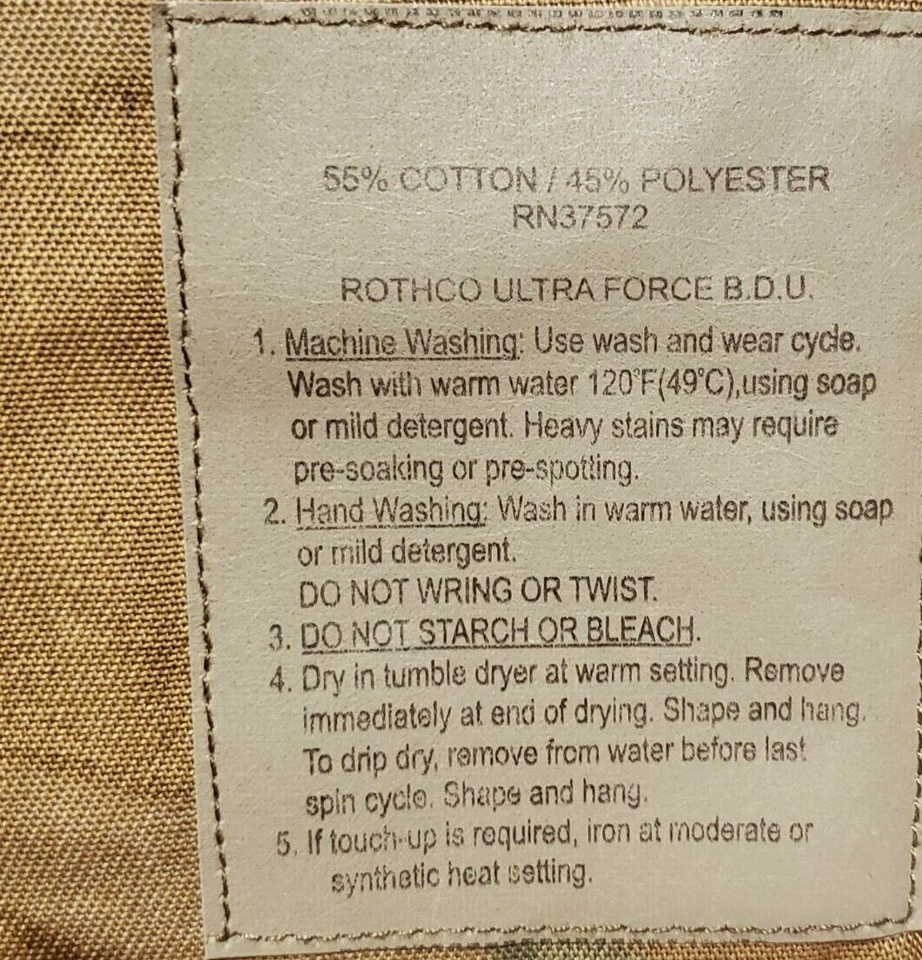 55% COTTON / 45% POLYESTER
RN37572
ROTHCO ULTRA FORCE B.D.U.
1. Machine Washing: Use wash and wear cycle.
Wash with warm water 120°F(49°C),using soap
or mild detergent. Heavy stains may require
pre-soaking or pre-spotting.
2. Hand Washing: Wash in warm water, using soap
or mild detergent.
DO NOT WRING OR TWIST.
3. DO NOT STARCH OR BLEACH.
4. Dry in tumble dryer at warm setting. Remove
immediately at end of drying. Shape and hang.
To drip dry, remove from water before last
spin cycle. Shape and hang.
5. If touch-up is required, iron at moderate or
synthetic heat setting.